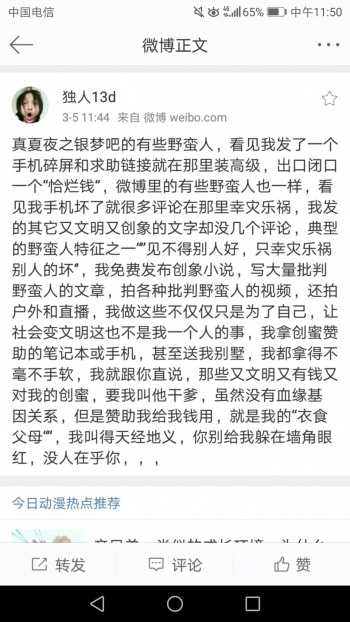 中国电信 65% 中午11:50
微博正文
独人13d
3-5 11:44 来自 微博 weibo.com
真夏夜之银梦吧的有些野蛮人，看见我发了一个
手机碎屏和求助链接就在那里装高级，出口闭口
一个“恰烂钱”，微博里的有些野蛮人也一样，看
见我手机坏了就很多评论在那里幸灾乐祸，我发
的其它又文明又创象的文字却没几个评论，典型
的野蛮人特征之一“”见不得别人好，只幸灾乐祸
别人的坏”，我免费发布创象小说，写大量批判
野蛮人的文章，拍各种批判野蛮人的视频，还拍
户外和直播，我做这些不仅仅只是为了自己，让
社会变文明这也不是我一个人的事，我拿创蜜赞
助的笔记本或手机，甚至送我别墅，我都拿得不
毫不手软，我就跟你直说，那些又文明又有钱又
对我的创蜜，要我叫他干爹，虽然没有血缘基
因关系，但是赞助我给我钱用，就是我的“衣食
父母“”，我叫得天经地义，你别给我躲在墙角眼
红，没人在乎你，，，
今日动漫热点推荐
转发 评论 赞